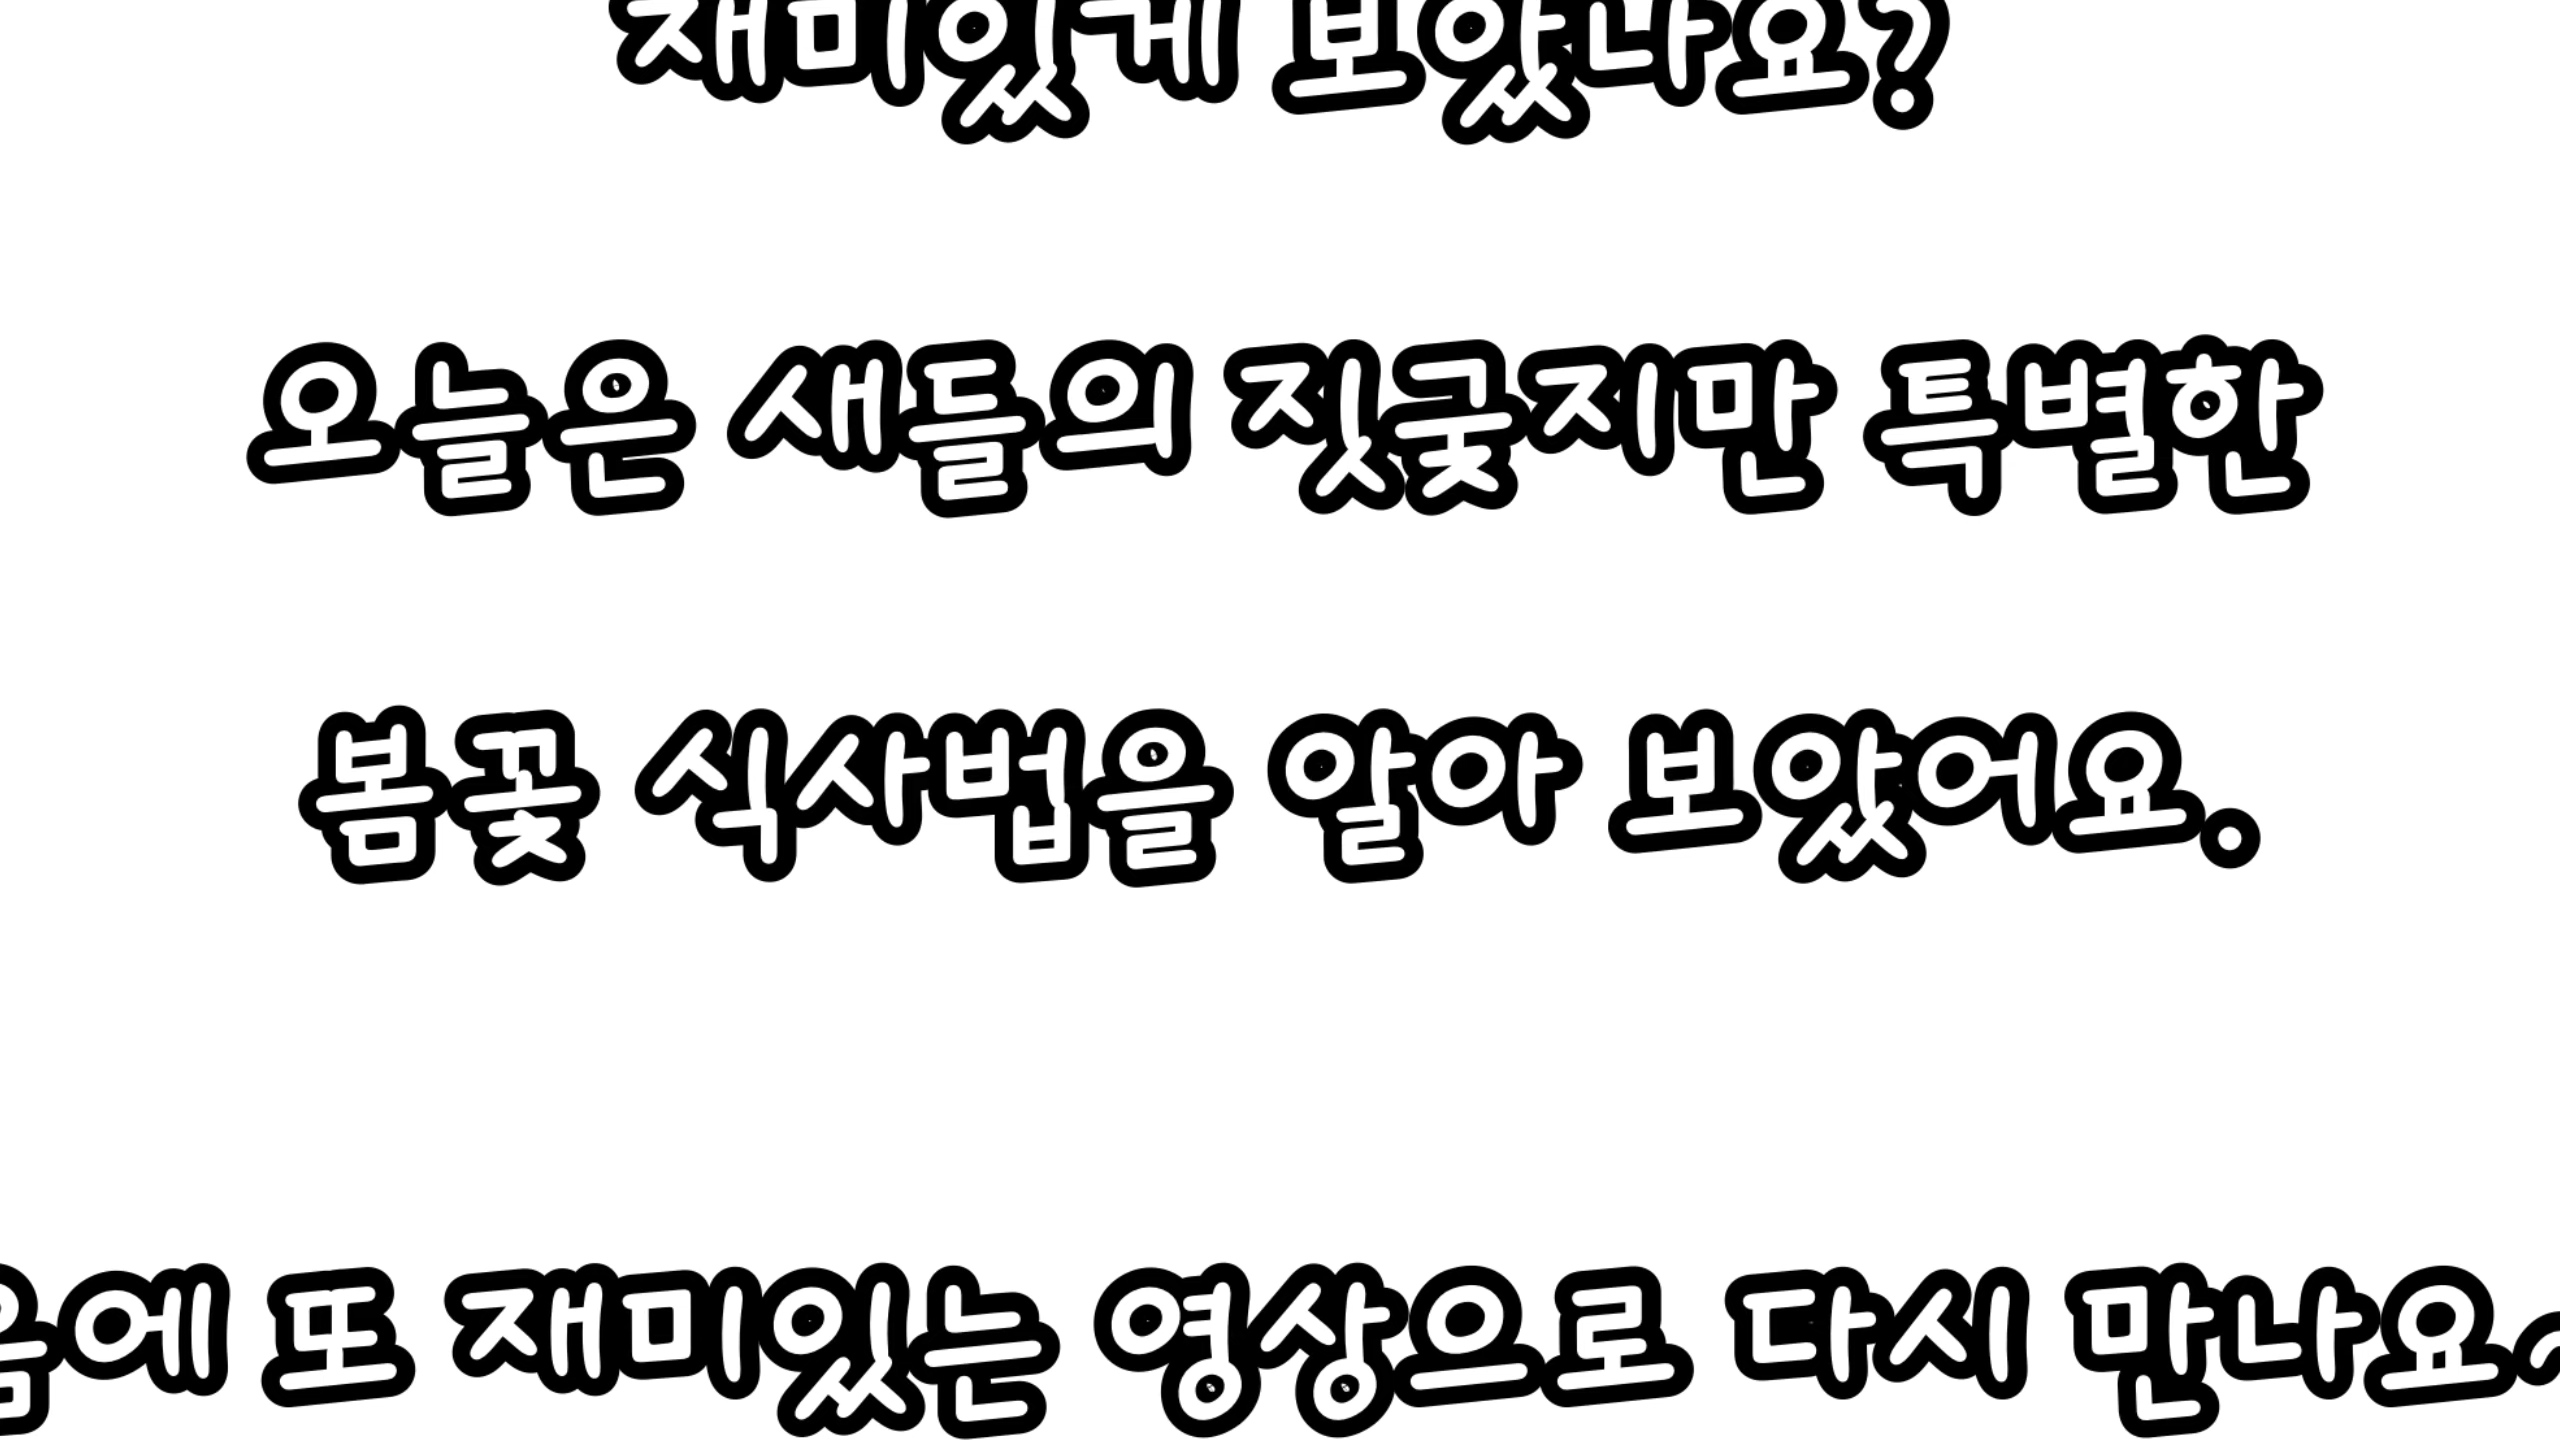 재미있게 보았나요?
오늘은 새들의 짓궂지만 특별한
봄꽃 식사법을 알아 보았어요.
음에 또 재미있는 영상으로 다시 만나요~